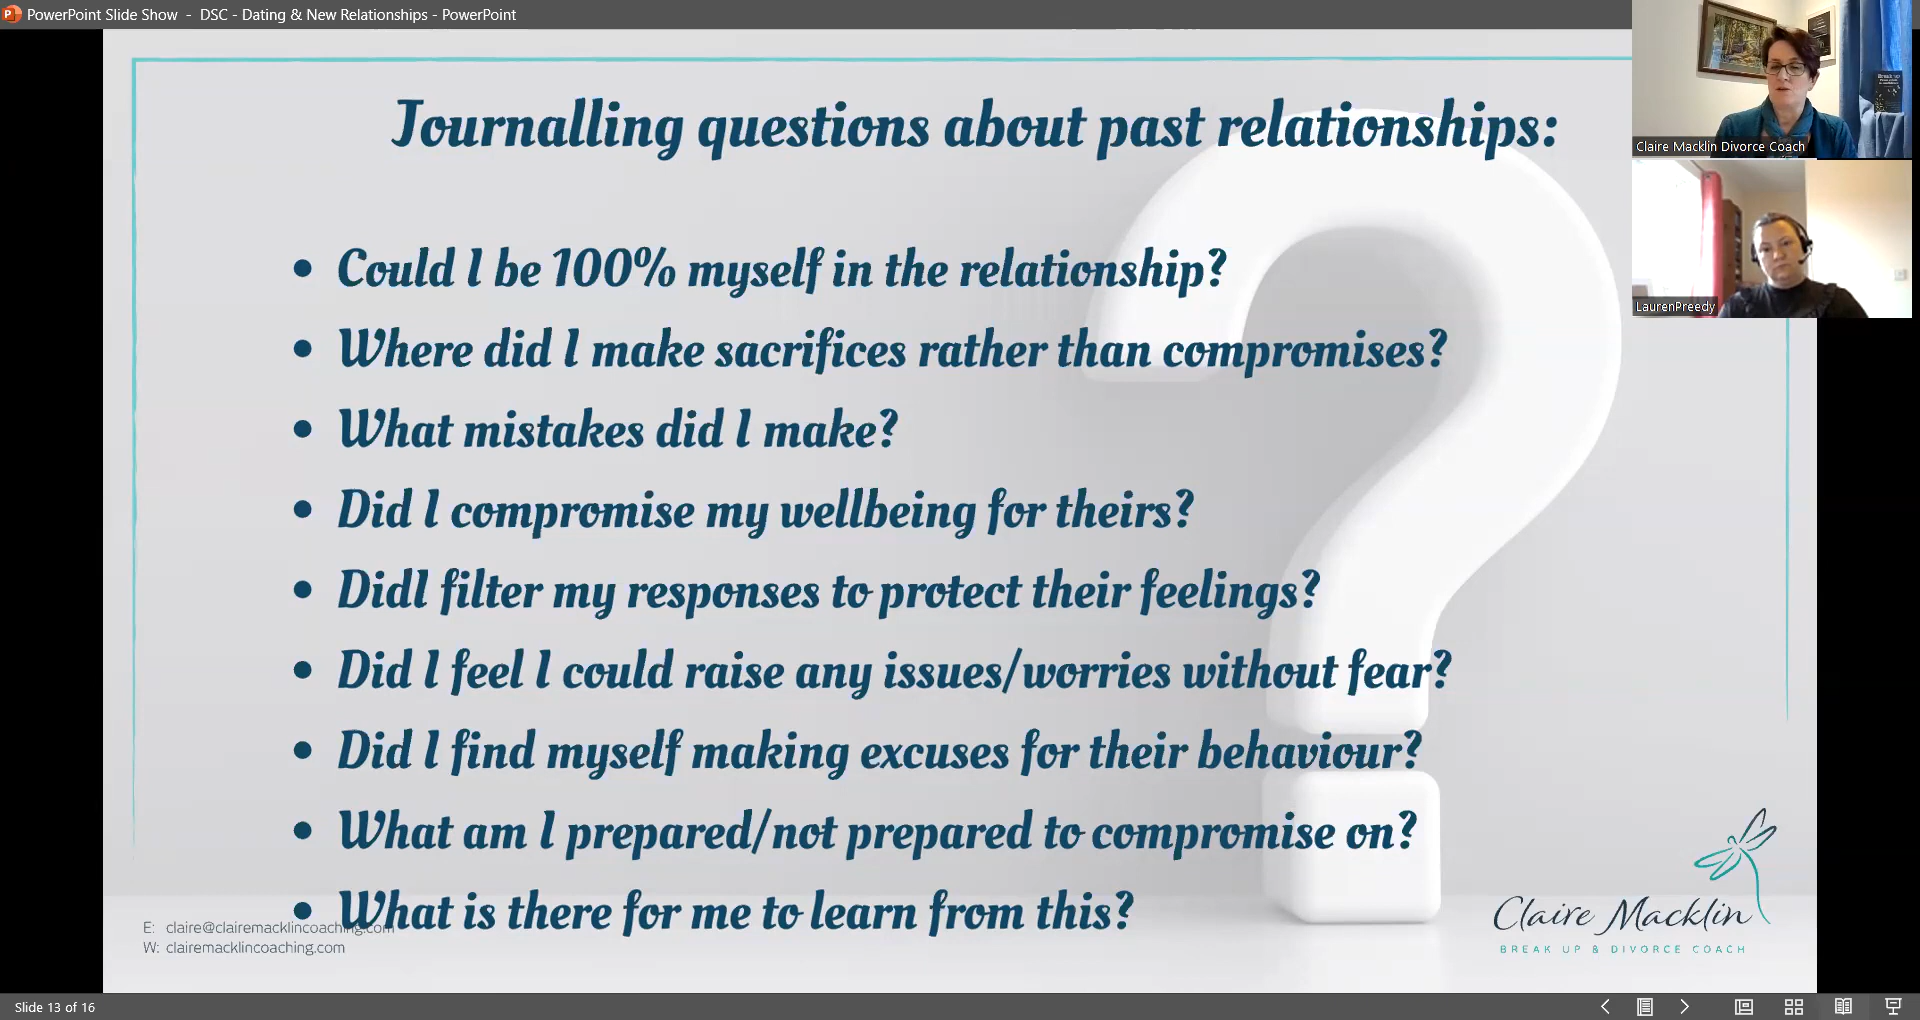 PowerPoint Slide Show - DSC - Dating & New Relationships - PowerPoint
Claire Macklin Divorce Coach
LaurenPreedy
Journalling questions about past relationships:
• Could I be 100% myself in the relationship?
• Where did I make sacrifices rather than compromises?
• What mistakes did I make?
• Did I compromise my wellbeing for theirs?
• DidI filter my responses to protect their feelings?
• Did I feel I could raise any issues/worries without fear?
• Did I find myself making excuses for their behaviour?
• What am I prepared/not prepared to compromise on?
• What is there for me to learn from this?
E: claire@clairemacklincoaching.com
W: clairemacklincoaching.com
Claire Macklin
BREAK UP & DIVORCE COACH
Slide 13 of 16